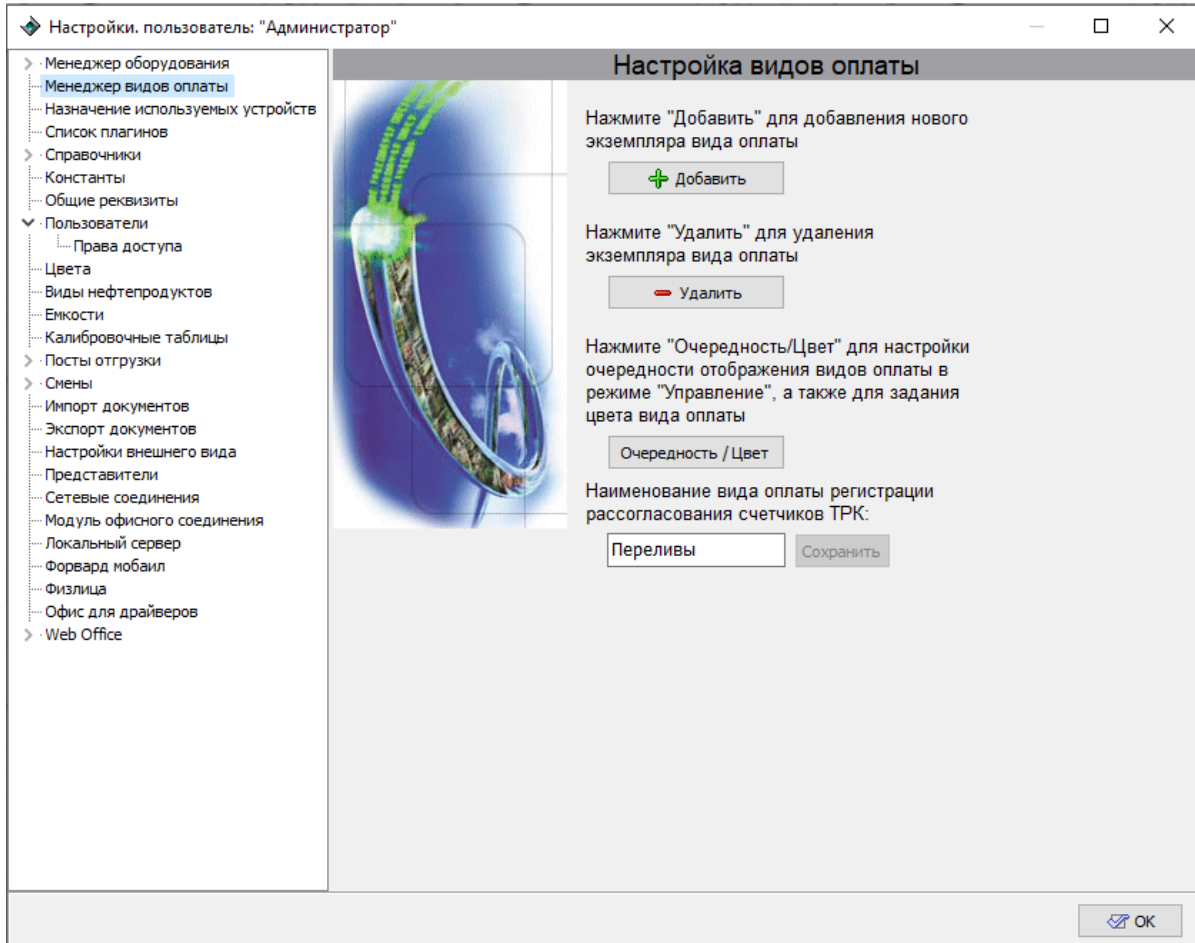 Настройки. пользователь: "Администратор"
Менеджер оборудования
Менеджер видов оплаты
Назначение используемых устройств
Список плагинов
Справочники
Константы
Общие реквизиты
Пользователи
Права доступа
Цвета
Виды нефтепродуктов
Емкости
Калибровочные таблицы
Посты отгрузки
Смены
Импорт документов
Экспорт документов
Настройки внешнего вида
Представители
Сетевые соединения
Модуль офисного соединения
Локальный сервер
Форвард мобаил
Физлица
Офис для драйверов
Web Office
Настройка видов оплаты
Нажмите "Добавить" для добавления нового
экземпляра вида оплаты
Добавить
Нажмите "Удалить" для удаления
экземпляра вида оплаты
Удалить
Нажмите "Очередность/Цвет" для настройки
очередности отображения видов оплаты в
режиме "Управление", а также для задания
цвета вида оплаты
Очередность / Цвет
Наименование вида оплаты регистрации
рассогласования счетчиков ТРК:
Переливы
Сохранить
OK